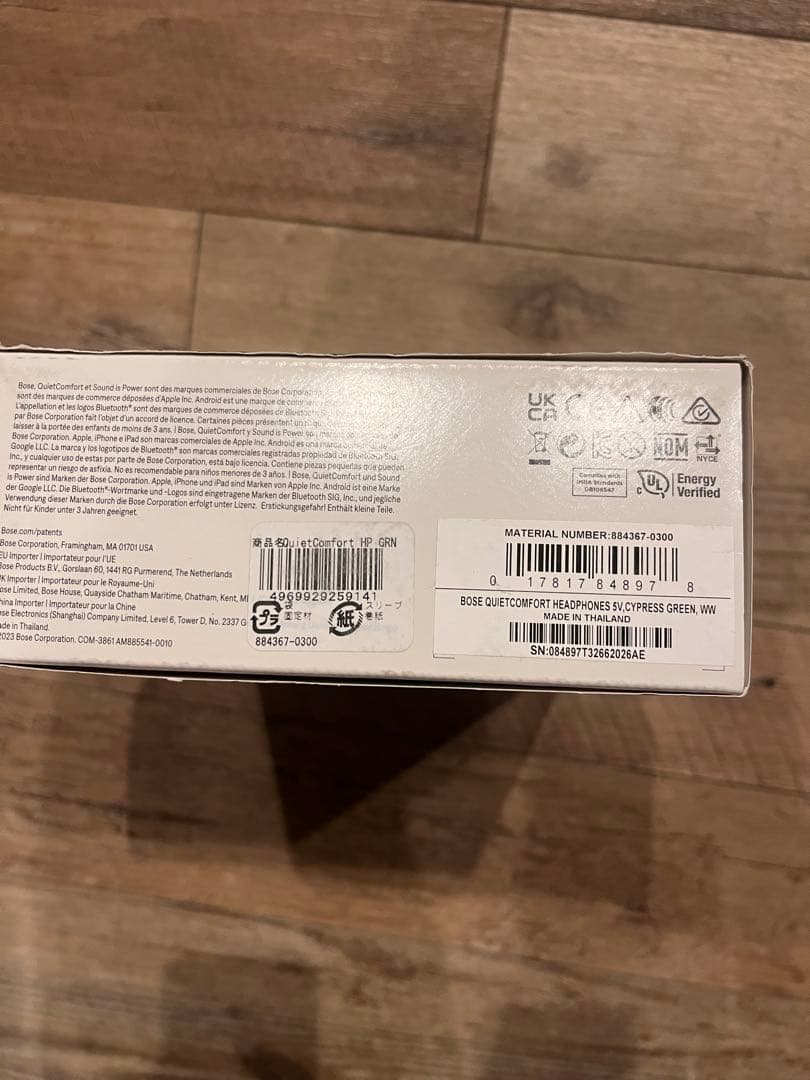 Bose, QuietComfort et Sound is Power sont des marques commerciales de Bose Corporation
sont des marques de commerce déposées d'Apple Inc. Android est une marque de
L'appellation et les logos Bluetooth® sont des marques de commerce déposées de
par Bose Corporation fait l'objet d'un accord de licence. Certaines pièces présentent un
laisser à la portée des enfants de moins de 3 ans. | Bose, QuietComfort y Sound is Power
Bose Corporation. Apple, iPhone e iPad son marcas comerciales de Apple Inc. Android es una marca
Google LLC. La marca y los logotipos de Bluetooth® son marcas comerciales registradas propiedad de Bluetooth SIG,
Inc., y cualquier uso de estas por parte de Bose Corporation, está bajo licencia. Contiene piezas pequeñas que pueden
representar un riesgo de asfixia. No es recomendable para niños menores de 3 años. | Bose, QuietComfort und Sound
is Power sind Marken der Bose Corporation. Apple, iPhone und iPad sind Marken von Apple Inc. Android ist eine Marke
der Google LLC. Die Bluetooth®-Wortmarke und -Logos sind eingetragene Marken der Bluetooth SIG, Inc., und jegliche
Verwendung dieser Marken durch die Bose Corporation erfolgt unter Lizenz. Erstickungsgefahr! Enthält kleine Teile.
Nicht für Kinder unter 3 Jahren geeignet.
Bose.com/patents
Bose Corporation, Framingham, MA 01701 USA
EU Importer | Importateur pour l'UE
Bose Products B.V., Gorslaan 60, 1441 RG Purmerend, The Netherlands
UK Importer | Importateur pour le Royaume-Uni
ose Limited, Bose House, Quayside Chatham Maritime, Chatham, Kent,
hina Importer | Importateur pour la Chine
se Electronics (Shanghai) Company Limited, Level 6, Tower D, No. 2337 G
ade in Thailand.
2023 Bose Corporation. COM-3861 AM885541-0010
商品名QuietComfort HP GRN
4969929259141
プラ
袋
固定材
紙
スリーブ
巻紙
884367-0300
UK
CA
NOM
NYCE
Complies with
IMDA Standards
DB106547
c UL
Energy
Verified
MATERIAL NUMBER:884367-0300
0 17817 84897 8
BOSE QUIETCOMFORT HEADPHONES 5V,CYPRESS GREEN, WW
MADE IN THAILAND
SN:084897T32662026AE